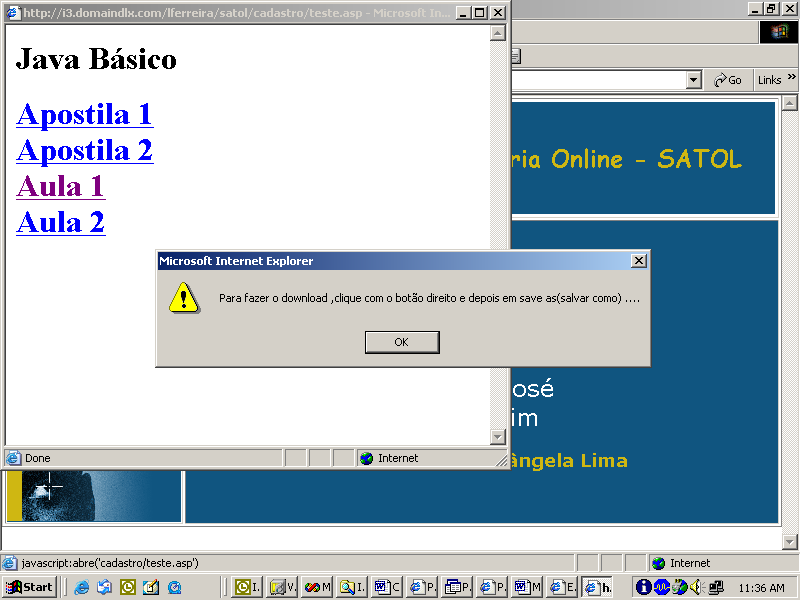 http://i3.domaindlx.com/lferreira/satol/cadastro/teste.asp - Microsoft In...
Java Básico
Apostila 1
Apostila 2
Aula 1
Aula 2
Go
Links »
ria Online - SATOL
Microsoft Internet Explorer
Para fazer o download ,clique com o botão direito e depois em save as(salvar como) ....
OK
osé
im
ângela Lima
Done
Internet
javascript:abre('cadastro/teste.asp')
Internet
Start
I.
V.
M
I.
C
P.
P.
P.
M
E.
h.
11:36 AM